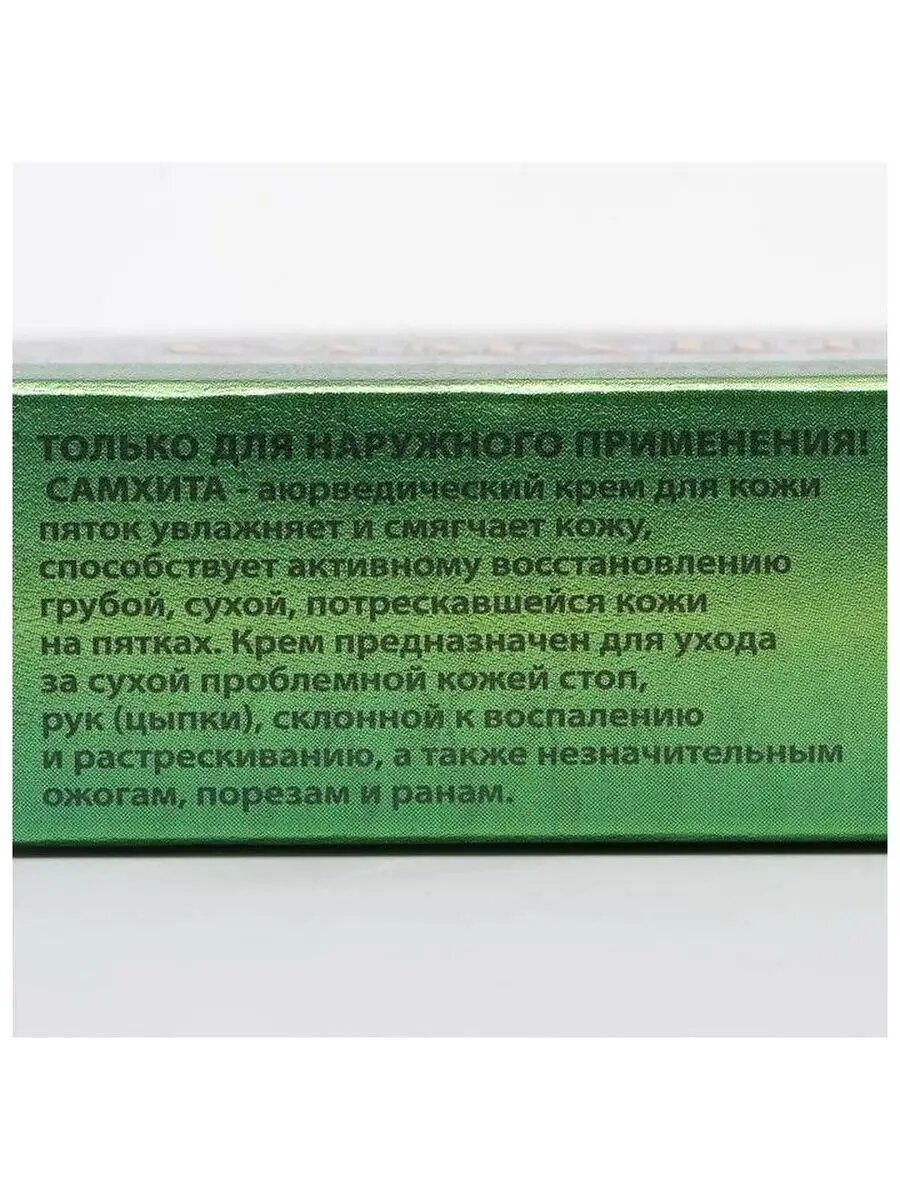 ТОЛЬКО ДЛЯ НАРУЖНОГО ПРИМЕНЕНИЯ!
САМХИТА - аюрведический крем для кожи
пяток увлажняет и смягчает кожу,
способствует активному восстановлению
грубой, сухой, потрескавшейся кожи
на пятках. Крем предназначен для ухода
за сухой проблемной кожей стоп,
рук (цыпки), склонной к воспалению
и растрескиванию, а также незначительным
ожогам, порезам и ранам.